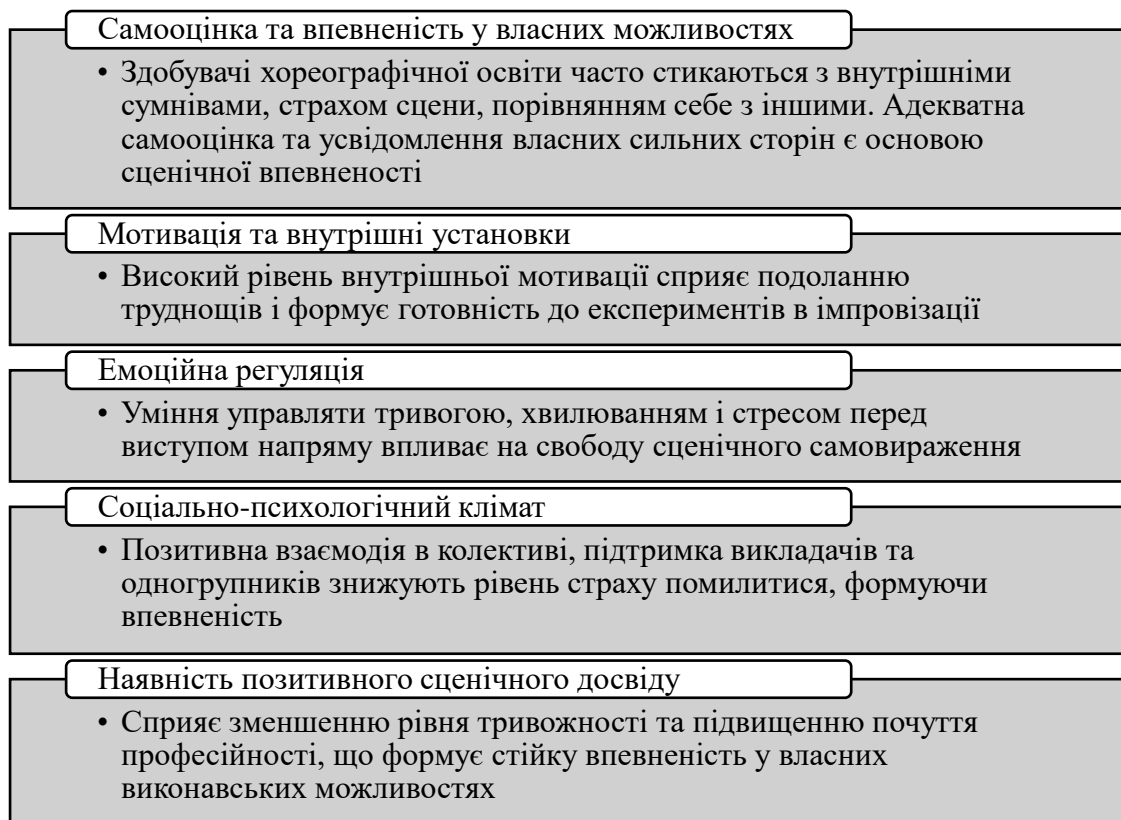 Самооцінка та впевненість у власних можливостях
• Здобувачі хореографічної освіти часто стикаються з внутрішніми
сумнівами, страхом сцени, порівнянням себе з іншими. Адекватна
самооцінка та усвідомлення власних сильних сторін є основою
сценічної впевненості
Мотивація та внутрішні установки
• Високий рівень внутрішньої мотивації сприяє подоланню
труднощів і формує готовність до експериментів в імпровізації
Емоційна регуляція
• Уміння управляти тривогою, хвилюванням і стресом перед
виступом напряму впливає на свободу сценічного самовираження
Соціально-психологічний клімат
• Позитивна взаємодія в колективі, підтримка викладачів та
одногрупників знижують рівень страху помилитися, формуючи
впевненість
Наявність позитивного сценічного досвіду
• Сприяє зменшенню рівня тривожності та підвищенню почуття
професійності, що формує стійку впевненість у власних
виконавських можливостях